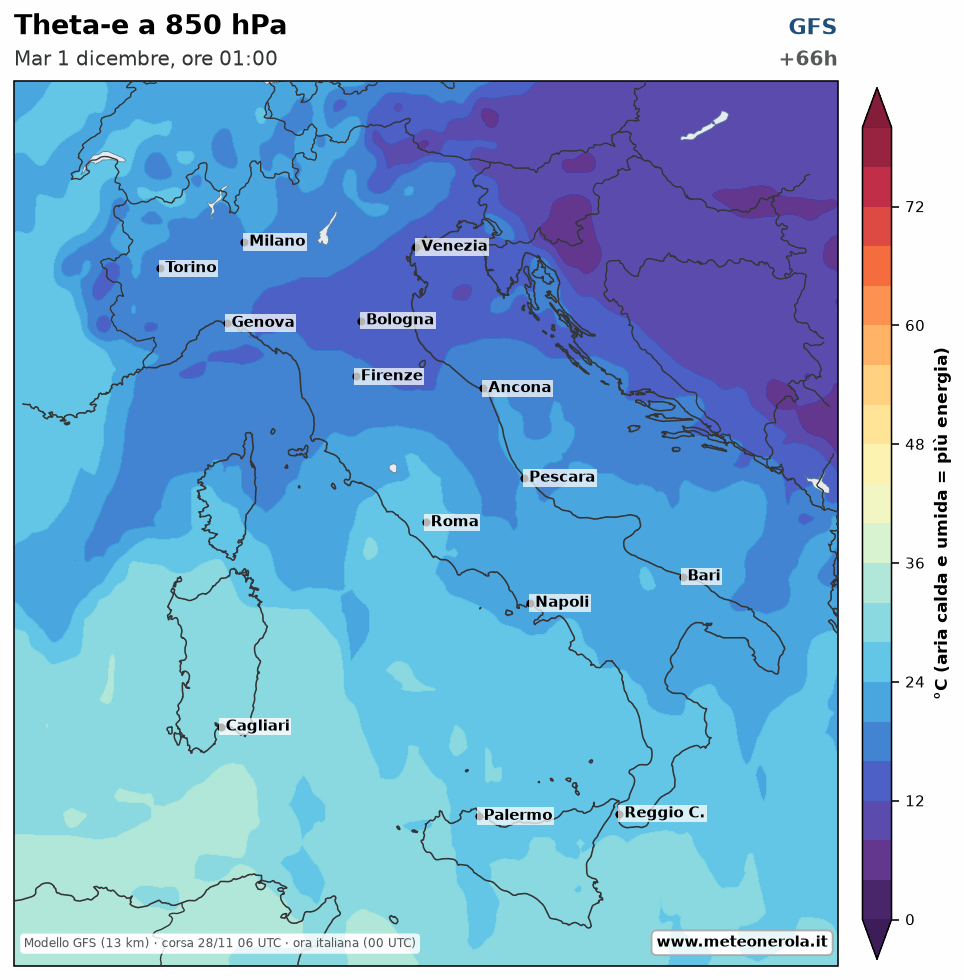 Theta-e a 850 hPa
GFS
Mar 1 dicembre, ore 01:00
+66h
Milano
Venezia
Torino
Genova
Bologna
Firenze
Ancona
Pescara
Roma
Bari
Napoli
Cagliari
Palermo
Reggio C.
72
60
48
36
24
12
0
°C (aria calda e umida = più energia)
Modello GFS (13 km) · corsa 28/11 06 UTC · ora italiana (00 UTC)
www.meteonerola.it